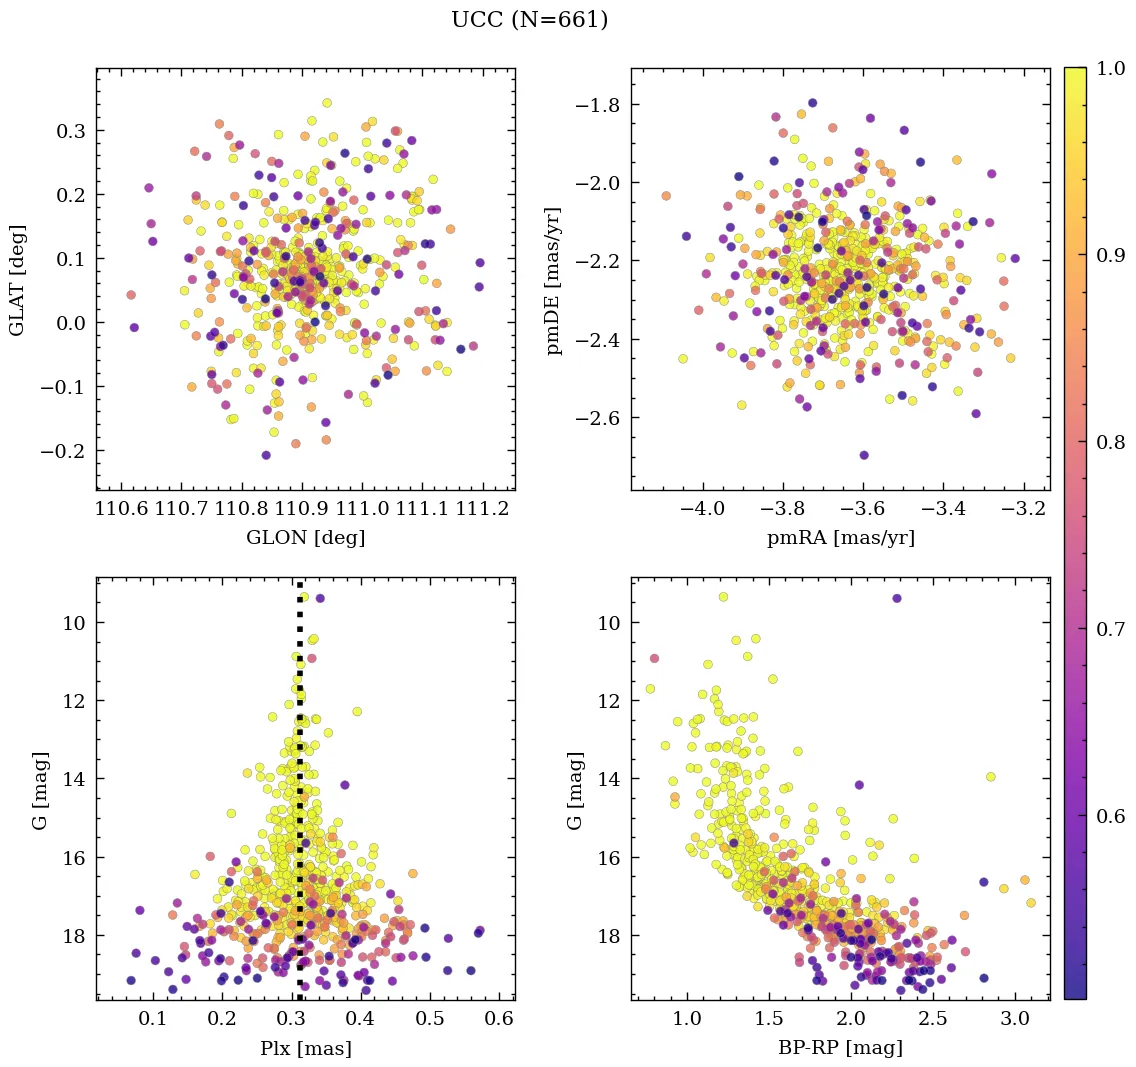 UCC (N=661)
0.3
0.2
0.1
0.0
−0.1
−0.2
GLAT [deg]
110.6 110.7 110.8 110.9 111.0 111.1 111.2
GLON [deg]
−1.8
−2.0
−2.2
−2.4
−2.6
pmDE [mas/yr]
−4.0 −3.8 −3.6 −3.4 −3.2
pmRA [mas/yr]
1.0
0.9
0.8
0.7
0.6
10
12
14
16
18
G [mag]
0.1 0.2 0.3 0.4 0.5 0.6
Plx [mas]
10
12
14
16
18
G [mag]
1.0 1.5 2.0 2.5 3.0
BP-RP [mag]